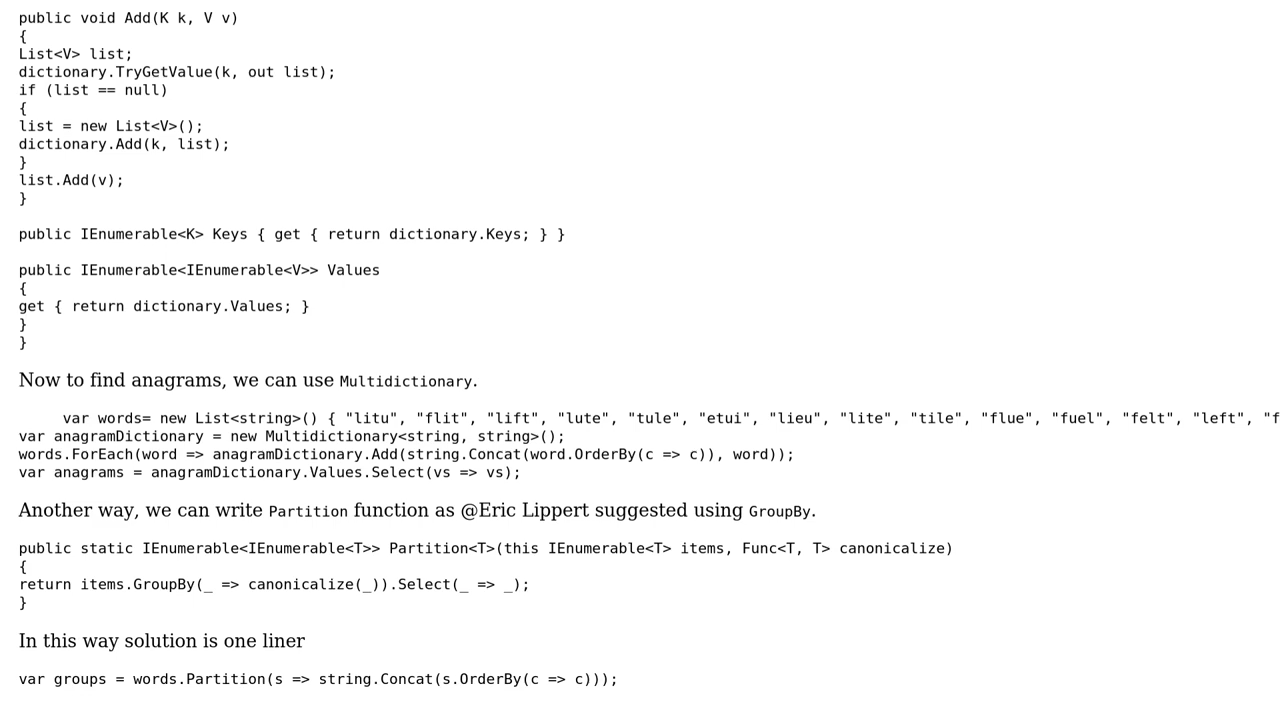 public void Add(K k, V v)
{
List<V> list;
dictionary.TryGetValue(k, out list);
if (list == null)
{
list = new List<V>();
dictionary.Add(k, list);
}
list.Add(v);
}
public IEnumerable<K> Keys { get { return dictionary.Keys; } }
public IEnumerable<IEnumerable<V>> Values
{
get { return dictionary.Values; }
}
}
Now to find anagrams, we can use Multidictionary.
var words= new List<string>() { "litu", "flit", "lift", "lute", "tule", "etui", "lieu", "lite", "tile", "flue", "fuel", "felt", "left", "f
var anagramDictionary = new Multidictionary<string, string>();
words.ForEach(word => anagramDictionary.Add(string.Concat(word.OrderBy(c => c)), word));
var anagrams = anagramDictionary.Values.Select(vs => vs);
Another way, we can write Partition function as @Eric Lippert suggested using GroupBy.
public static IEnumerable<IEnumerable<T>> Partition<T>(this IEnumerable<T> items, Func<T, T> canonicalize)
{
return items.GroupBy(_ => canonicalize(_)).Select(_ => _);
}
In this way solution is one liner
var groups = words.Partition(s => string.Concat(s.OrderBy(c => c)));